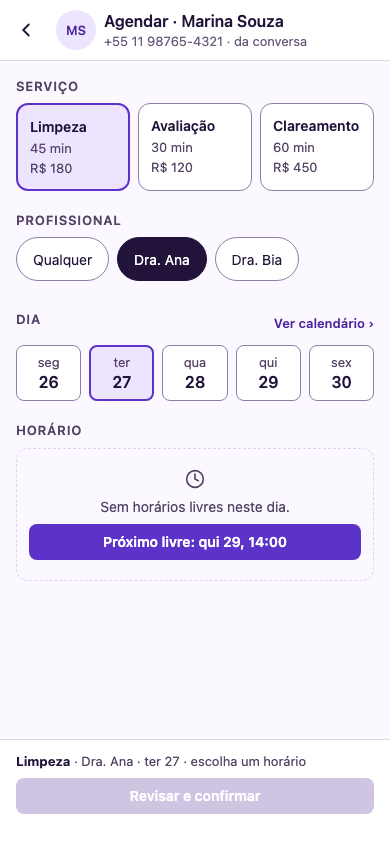 MS
Agendar · Marina Souza
+55 11 98765-4321 · da conversa
SERVIÇO
Limpeza
45 min
R$ 180
Avaliação
30 min
R$ 120
Clareamento
60 min
R$ 450
PROFISSIONAL
Qualquer
Dra. Ana
Dra. Bia
DIA
Ver calendário ›
seg
26
ter
27
qua
28
qui
29
sex
30
HORÁRIO
Sem horários livres neste dia.
Próximo livre: qui 29, 14:00
Limpeza · Dra. Ana · ter 27 · escolha um horário
Revisar e confirmar